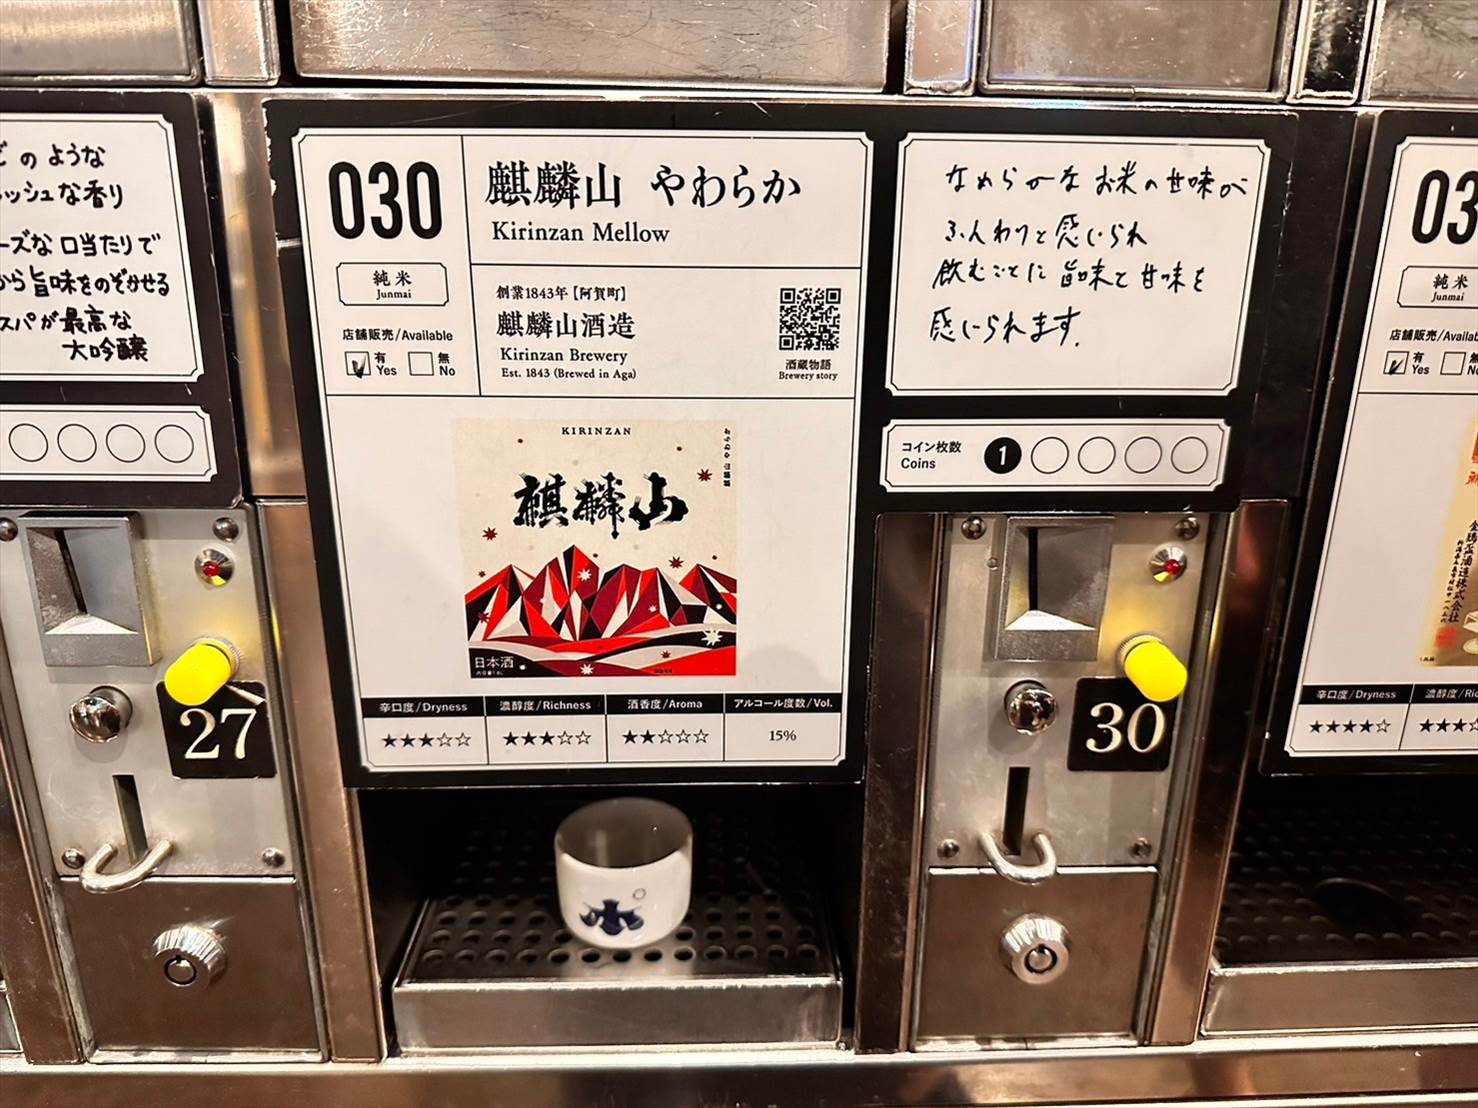 のような
ッシュな香り
ーズな口当たりで
から旨味をのぞかせる
スパが最高な
大吟醸
27
030
純米
Junmai
店舗販売/Available
有
Yes
無
No
麒麟山 やわらか
Kirinzan Mellow
創業1843年【阿賀町】
麒麟山酒造
Kirinzan Brewery
Est. 1843 (Brewed in Aga)
酒蔵物語
Brewery story
KIRINZAN
麒麟山
日本酒
辛口度/Dryness
★★★☆☆
濃醇度/Richness
★★★☆☆
酒香度/Aroma
★★☆☆☆
アルコール度数/Vol.
15%
なめらかなお米の甘味が
ふんわりと感じられ
飲むごとに旨味と甘味を
感じられます。
コイン枚数
Coins
1
30
03
純米
Junmai
店舗販売/Availab
有
Yes
無
No
辛口度/Dryness
★★★★☆
濃醇度/Ric
★★★